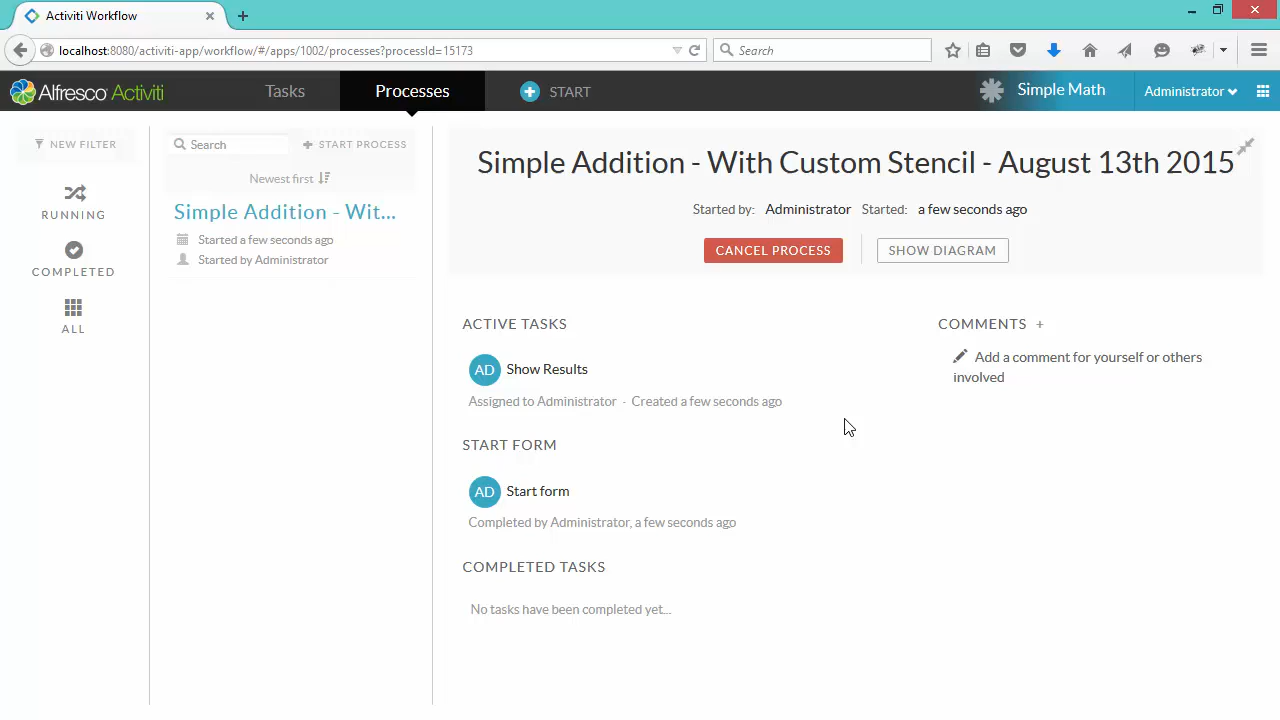 Activiti Workflow
localhost:8080/activiti-app/workflow/#/apps/1002/processes?processId=15173
Search
Alfresco Activiti
Tasks
Processes
START
Simple Math
Administrator
NEW FILTER
RUNNING
COMPLETED
ALL
Search
START PROCESS
Newest first
Simple Addition - Wit...
Started a few seconds ago
Started by Administrator
Simple Addition - With Custom Stencil - August 13th 2015
Started by: Administrator Started: a few seconds ago
CANCEL PROCESS
SHOW DIAGRAM
ACTIVE TASKS
AD Show Results
Assigned to Administrator - Created a few seconds ago
START FORM
AD Start form
Completed by Administrator, a few seconds ago
COMPLETED TASKS
No tasks have been completed yet...
COMMENTS +
Add a comment for yourself or others
involved